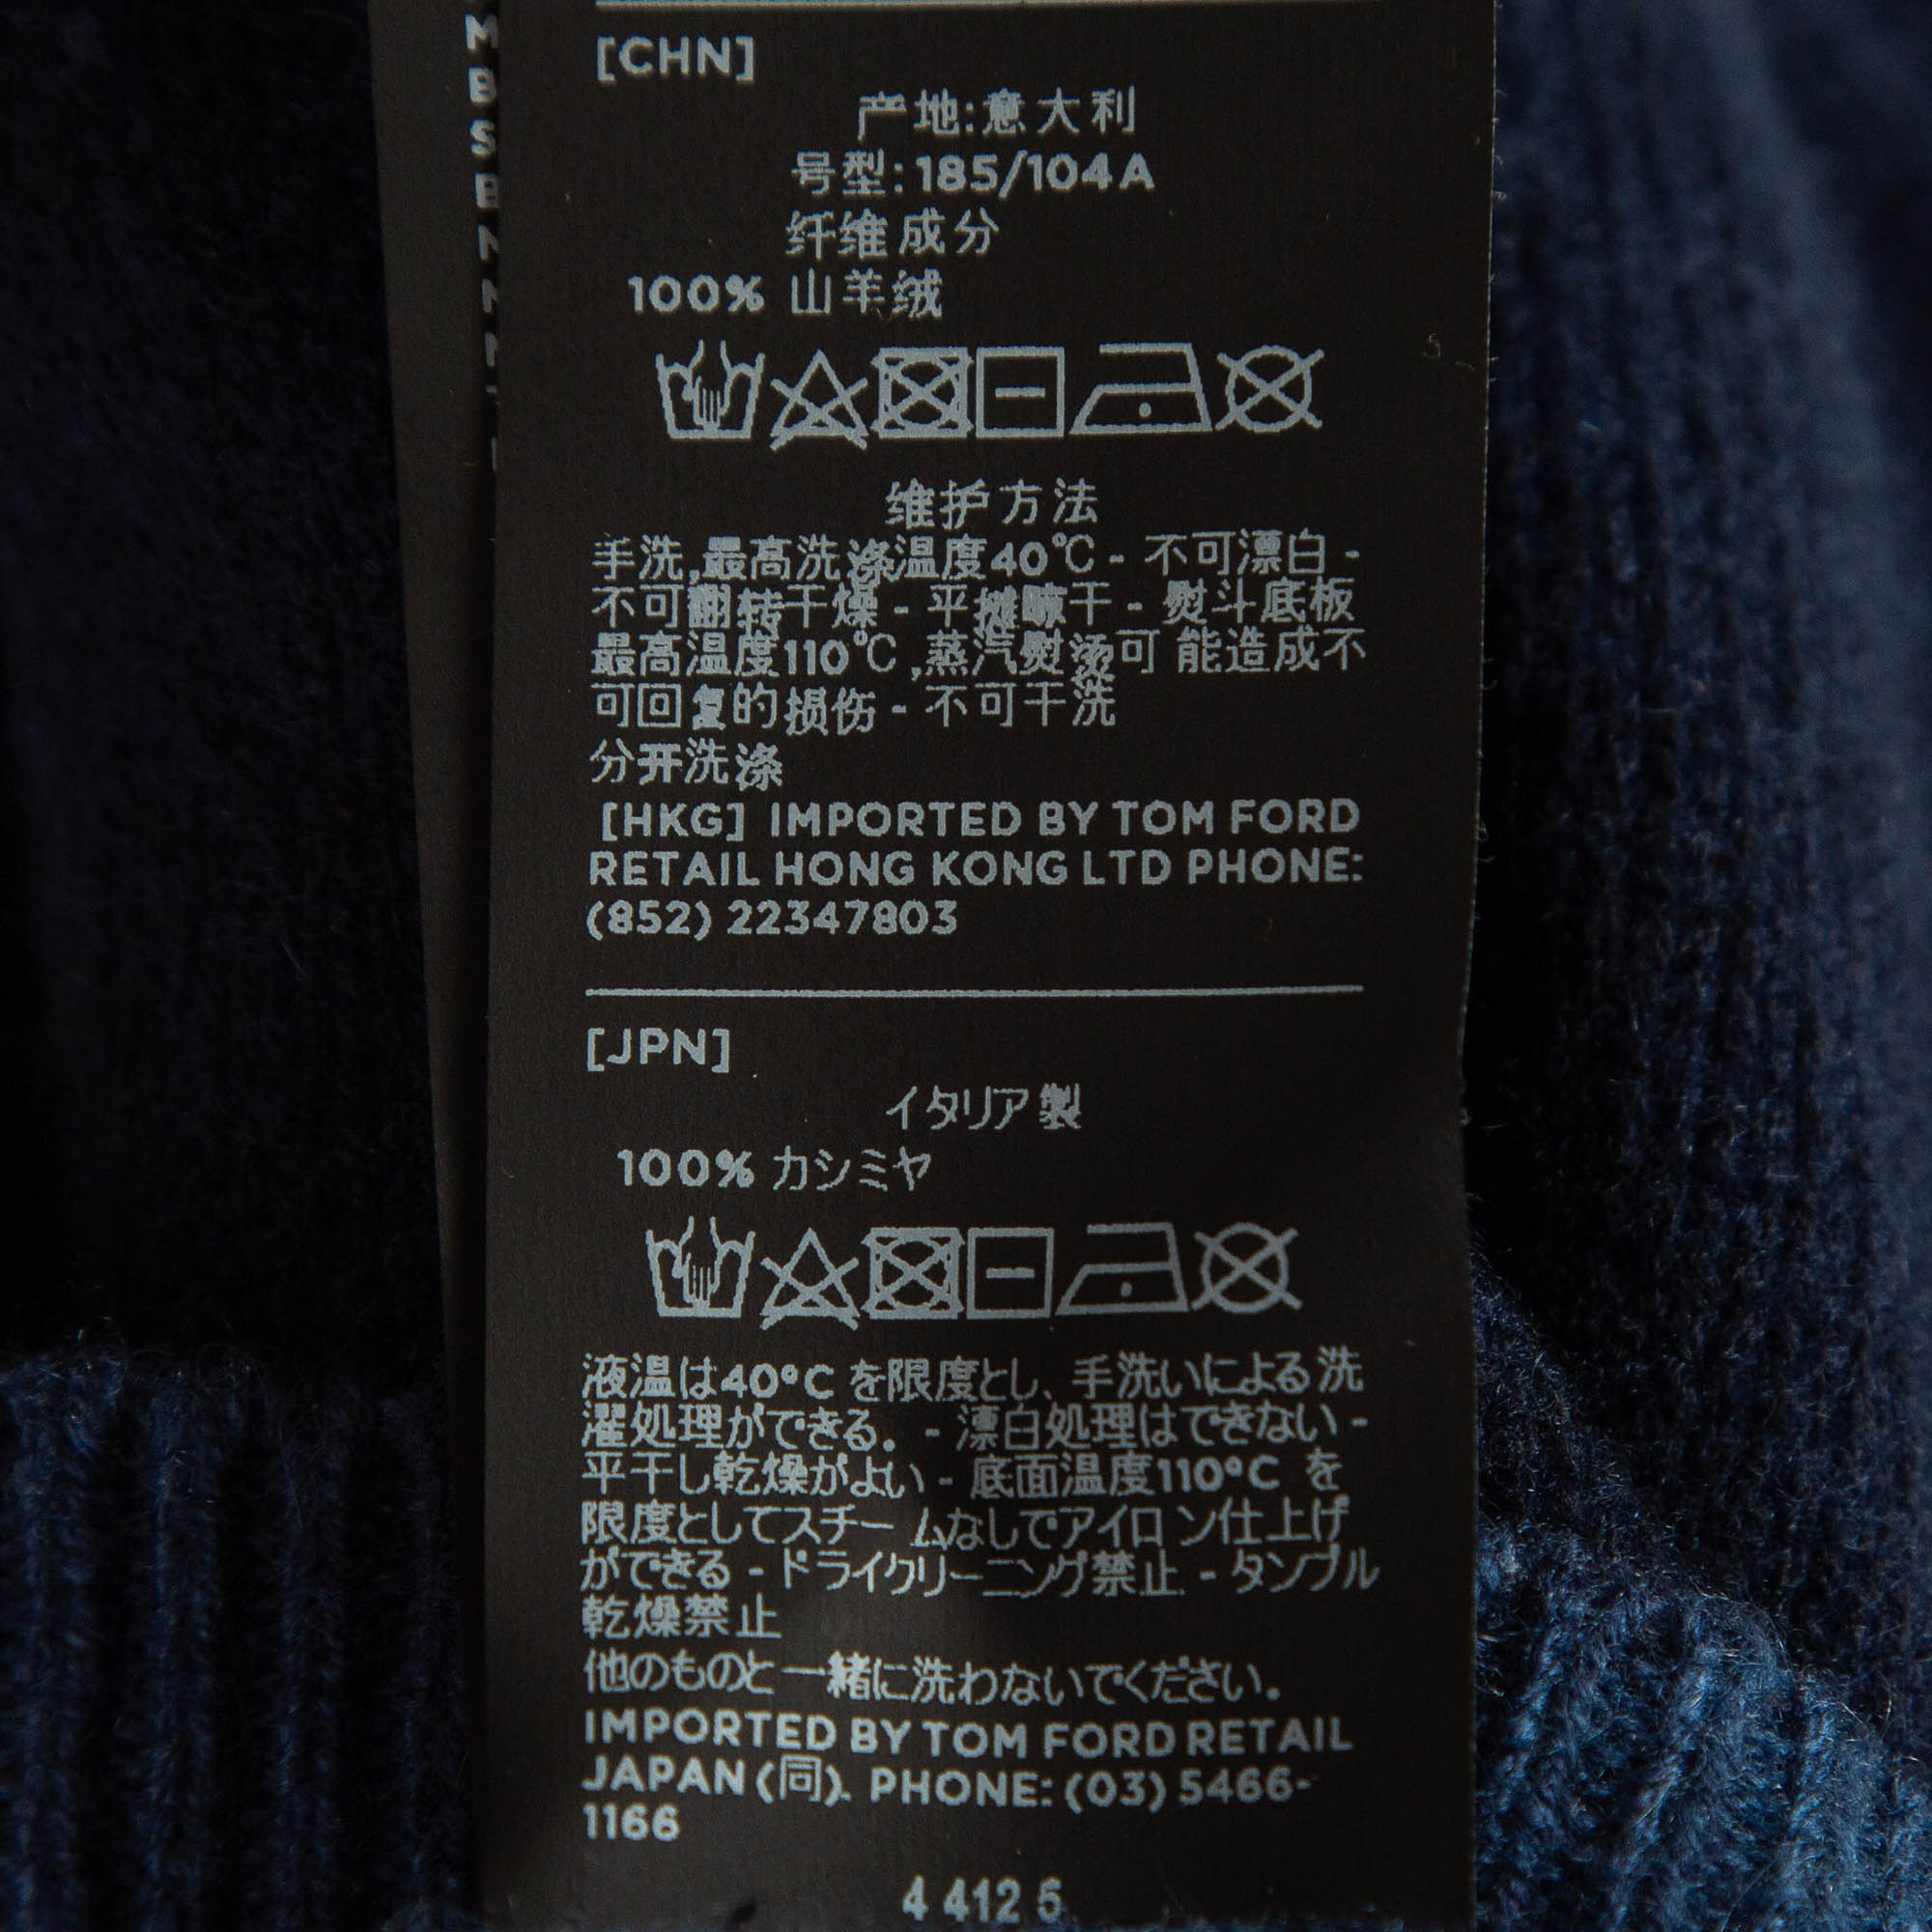 [CHN]
产地:意大利
号型:185/104A
纤维成分
100% 山羊绒
维护方法
手洗,最高洗涤温度40℃- 不可漂白 -
不可翻转干燥 - 平摊晾干 - 熨斗底板
最高温度110℃,蒸汽熨烫可 能造成不
可回复的损伤 - 不可干洗
分开洗涤
[HKG] IMPORTED BY TOM FORD
RETAIL HONG KONG LTD PHONE:
(852) 22347803
[JPN]
イタリア製
100% カシミヤ
液温は40°C を限度とし、手洗いによる洗
濯処理ができる。 - 漂白処理はできない -
平干し乾燥がよい - 底面温度110°C を
限度としてスチー ムなしでアイロ ン仕上げ
ができる - ドライクリーニング禁止 - タンブル
乾燥禁止
他のものと一緒に洗わないでください。
IMPORTED BY TOM FORD RETAIL
JAPAN (同). PHONE: (03) 5466-
1166
4 412 5
M
B
S
B